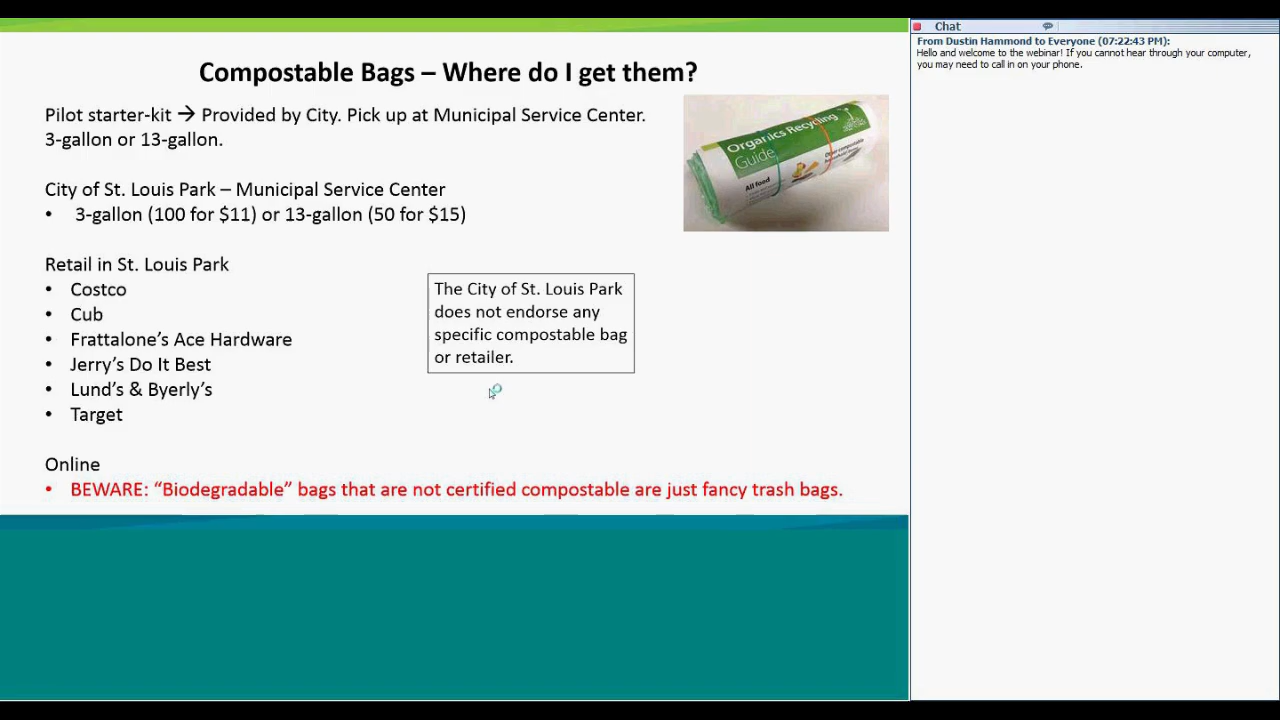 Compostable Bags – Where do I get them?
Pilot starter-kit → Provided by City. Pick up at Municipal Service Center.
3-gallon or 13-gallon.
City of St. Louis Park – Municipal Service Center
• 3-gallon (100 for $11) or 13-gallon (50 for $15)
Retail in St. Louis Park
• Costco
• Cub
• Frattalone’s Ace Hardware
• Jerry’s Do It Best
• Lund’s & Byerly’s
• Target
Online
• BEWARE: “Biodegradable” bags that are not certified compostable are just fancy trash bags.
The City of St. Louis Park
does not endorse any
specific compostable bag
or retailer.
Organics Recycling
Guide
All food
Chat
From Dustin Hammond to Everyone (07:22:43 PM):
Hello and welcome to the webinar! If you cannot hear through your computer,
you may need to call in on your phone.